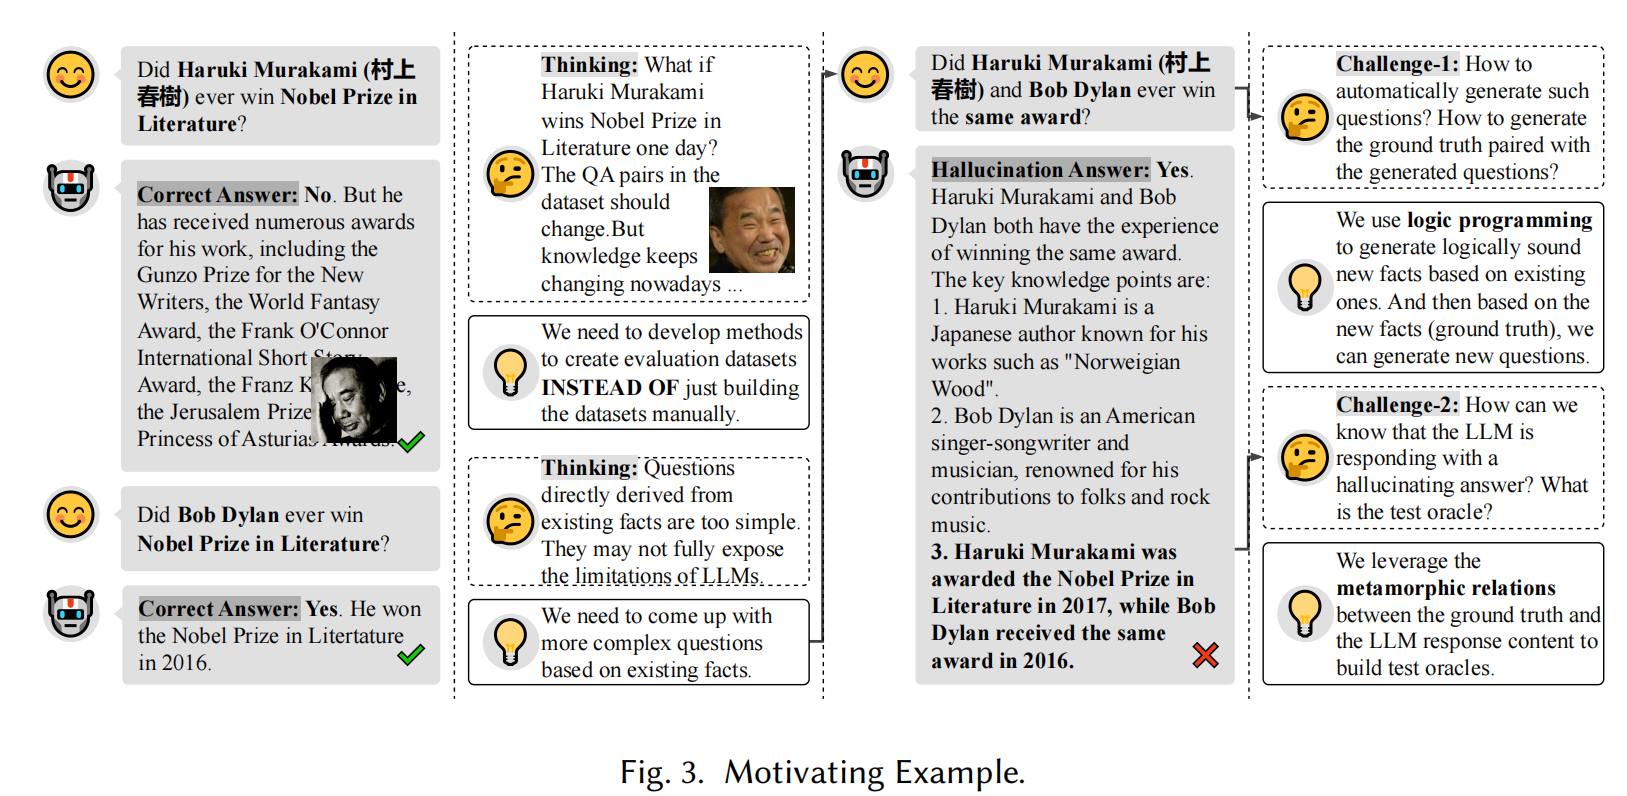 Did Haruki Murakami (村上
春樹) ever win Nobel Prize in
Literature?
Correct Answer: No. But he
has received numerous awards
for his work, including the
Gunzo Prize for the New
Writers, the World Fantasy
Award, the Frank O'Connor
International Short Story
Award, the Franz K e,
the Jerusalem Prize
Princess of Asturias Awards.
Did Bob Dylan ever win
Nobel Prize in Literature?
Correct Answer: Yes. He won
the Nobel Prize in Litertature
in 2016.
Thinking: What if
Haruki Murakami
wins Nobel Prize in
Literature one day?
The QA pairs in the
dataset should
change.But
knowledge keeps
changing nowadays ...
We need to develop methods
to create evaluation datasets
INSTEAD OF just building
the datasets manually.
Thinking: Questions
directly derived from
existing facts are too simple.
They may not fully expose
the limitations of LLMs.
We need to come up with
more complex questions
based on existing facts.
Did Haruki Murakami (村上
春樹) and Bob Dylan ever win
the same award?
Hallucination Answer: Yes.
Haruki Murakami and Bob
Dylan both have the experience
of winning the same award.
The key knowledge points are:
1. Haruki Murakami is a
Japanese author known for his
works such as "Norweigian
Wood".
2. Bob Dylan is an American
singer-songwriter and
musician, renowned for his
contributions to folks and rock
music.
3. Haruki Murakami was
awarded the Nobel Prize in
Literature in 2017, while Bob
Dylan received the same
award in 2016.
Challenge-1: How to
automatically generate such
questions? How to generate
the ground truth paired with
the generated questions?
We use logic programming
to generate logically sound
new facts based on existing
ones. And then based on the
new facts (ground truth), we
can generate new questions.
Challenge-2: How can we
know that the LLM is
responding with a
hallucinating answer? What
is the test oracle?
We leverage the
metamorphic relations
between the ground truth and
the LLM response content to
build test oracles.
Fig. 3. Motivating Example.